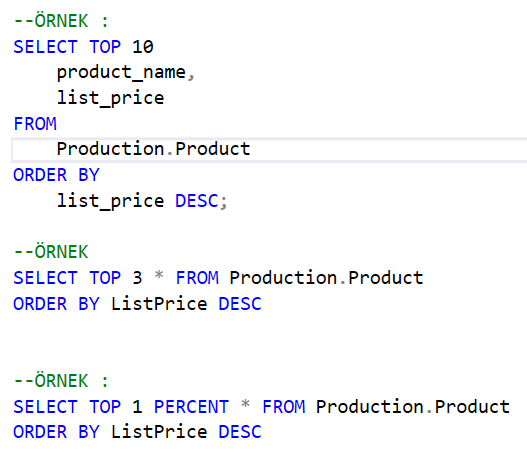 --ÖRNEK :
SELECT TOP 10
    product_name,
    list_price
FROM
    Production.Product
ORDER BY
    list_price DESC;
--ÖRNEK
SELECT TOP 3 * FROM Production.Product
ORDER BY ListPrice DESC
--ÖRNEK :
SELECT TOP 1 PERCENT * FROM Production.Product
ORDER BY ListPrice DESC